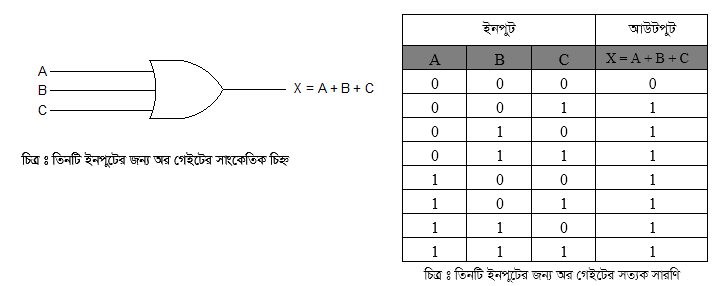 A
B
C
X = A + B + C
চিত্র ঃ তিনটি ইনপুটের জন্য অর গেইটের সাংকেতিক চিহ্ন
ইনপুট আউটপুট
A B C X = A + B + C
0 0 0 0
0 0 1 1
0 1 0 1
0 1 1 1
1 0 0 1
1 0 1 1
1 1 0 1
1 1 1 1
চিত্র ঃ তিনটি ইনপুটের জন্য অর গেইটের সত্যক সারণি